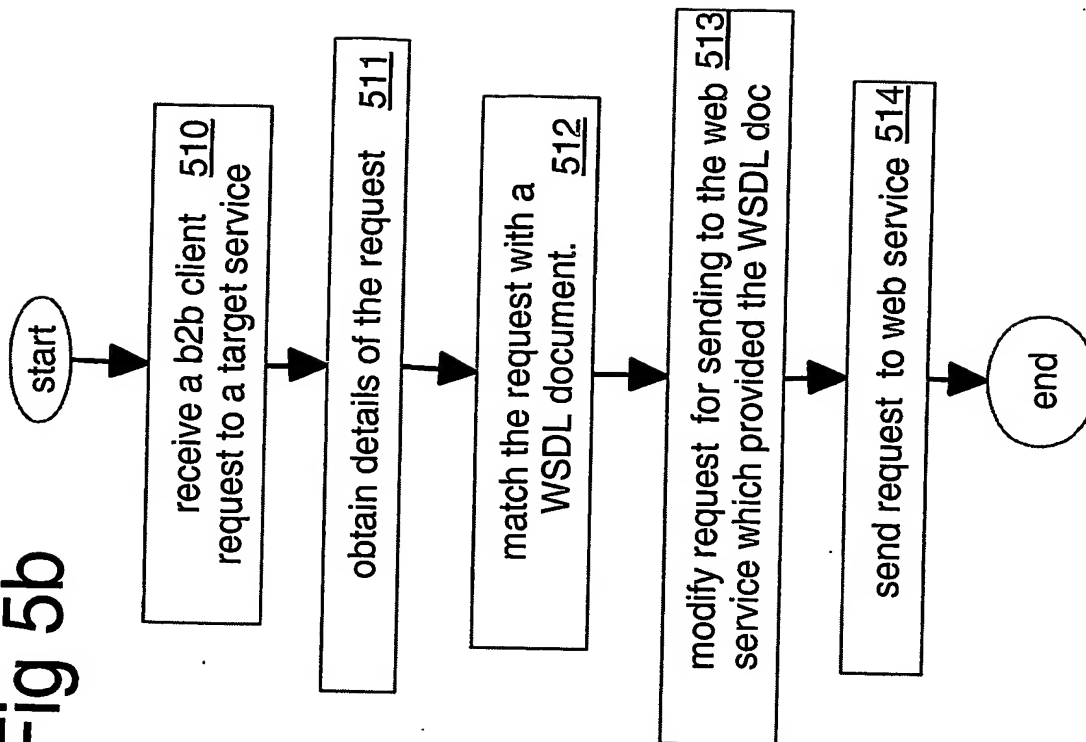 Fig 5b
start
receive a b2b client 510
request to a target service
obtain details of the request 511
match the request with a
WSDL document. 512
modify request for sending to the web 513
service which provided the WSDL doc
send request to web service 514
end